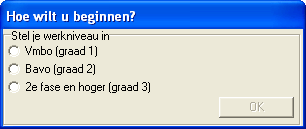 Hoe wilt u beginnen?
Stel je werkniveau in
Vmbo (graad 1)
Bavo (graad 2)
2e fase en hoger (graad 3)
OK